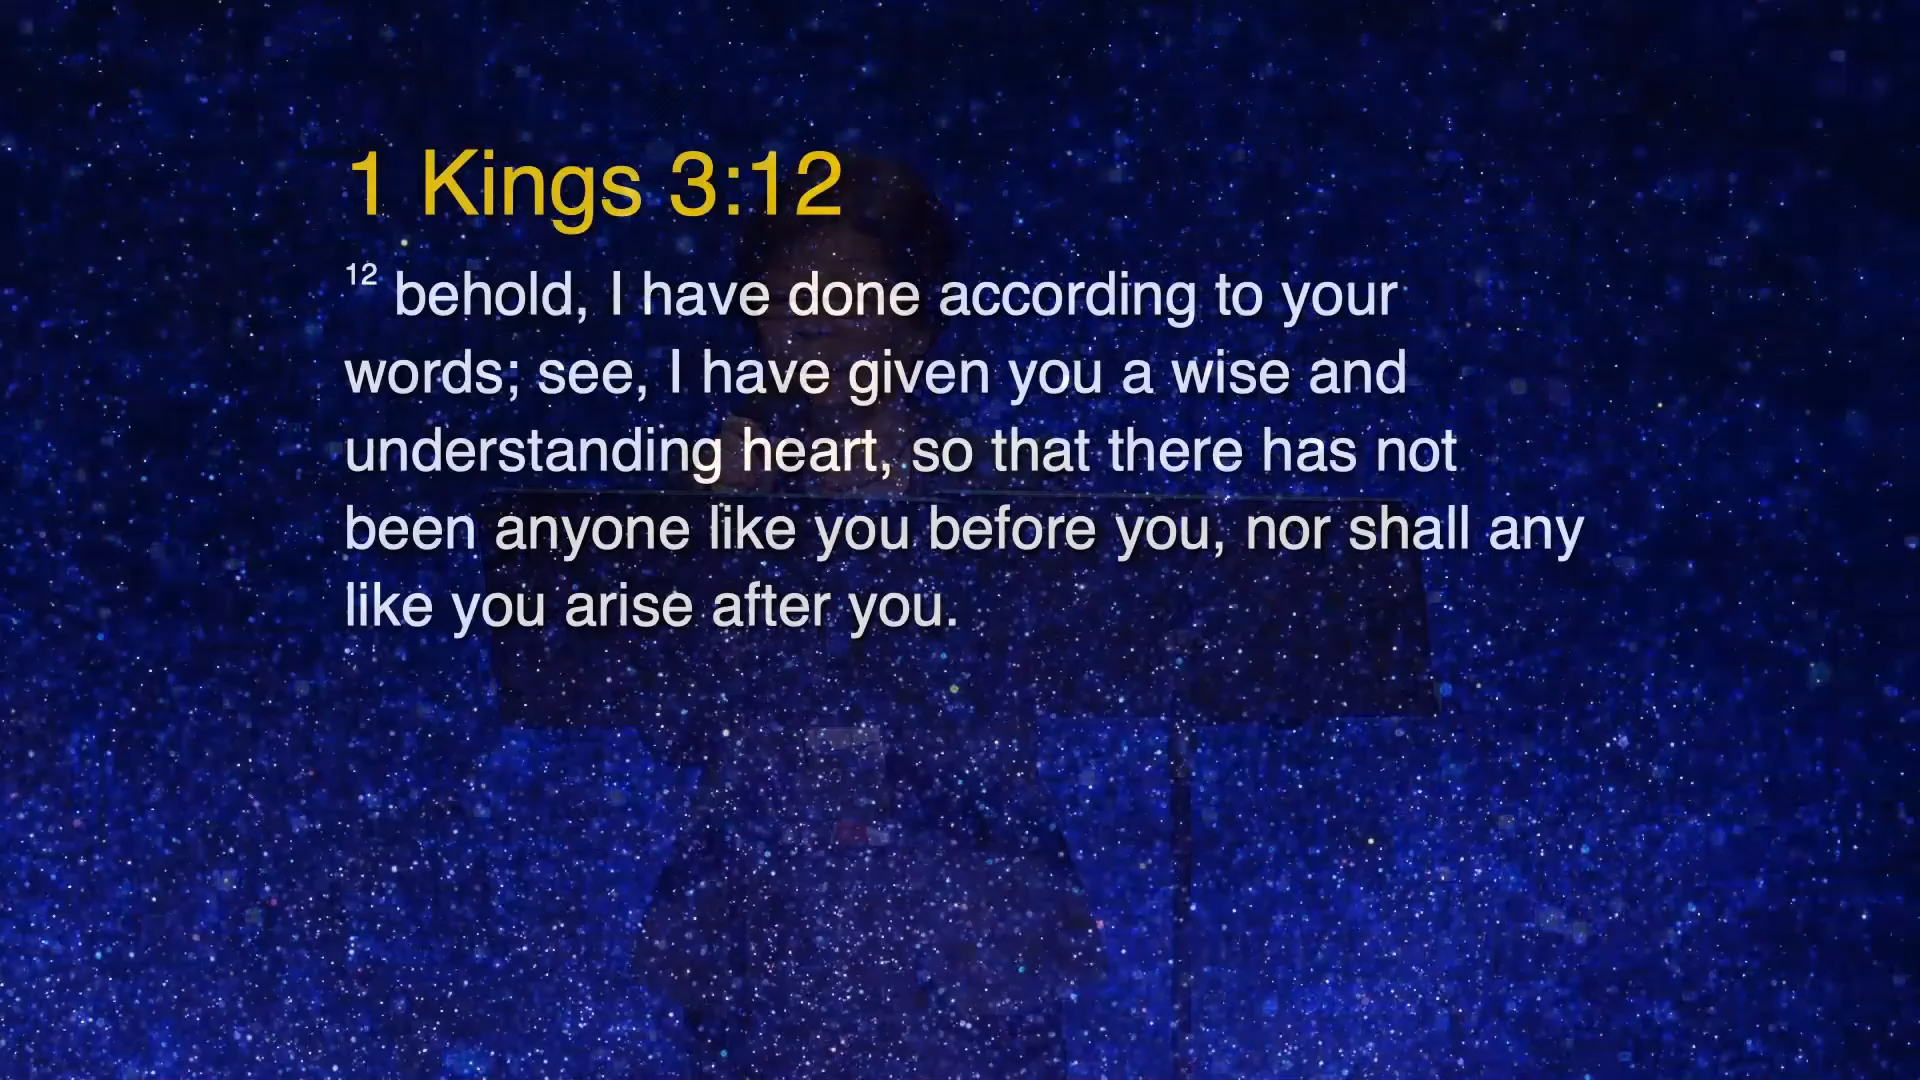 1 Kings 3:12
12 behold, I have done according to your
words; see, I have given you a wise and
understanding heart, so that there has not
been anyone like you before you, nor shall any
like you arise after you.